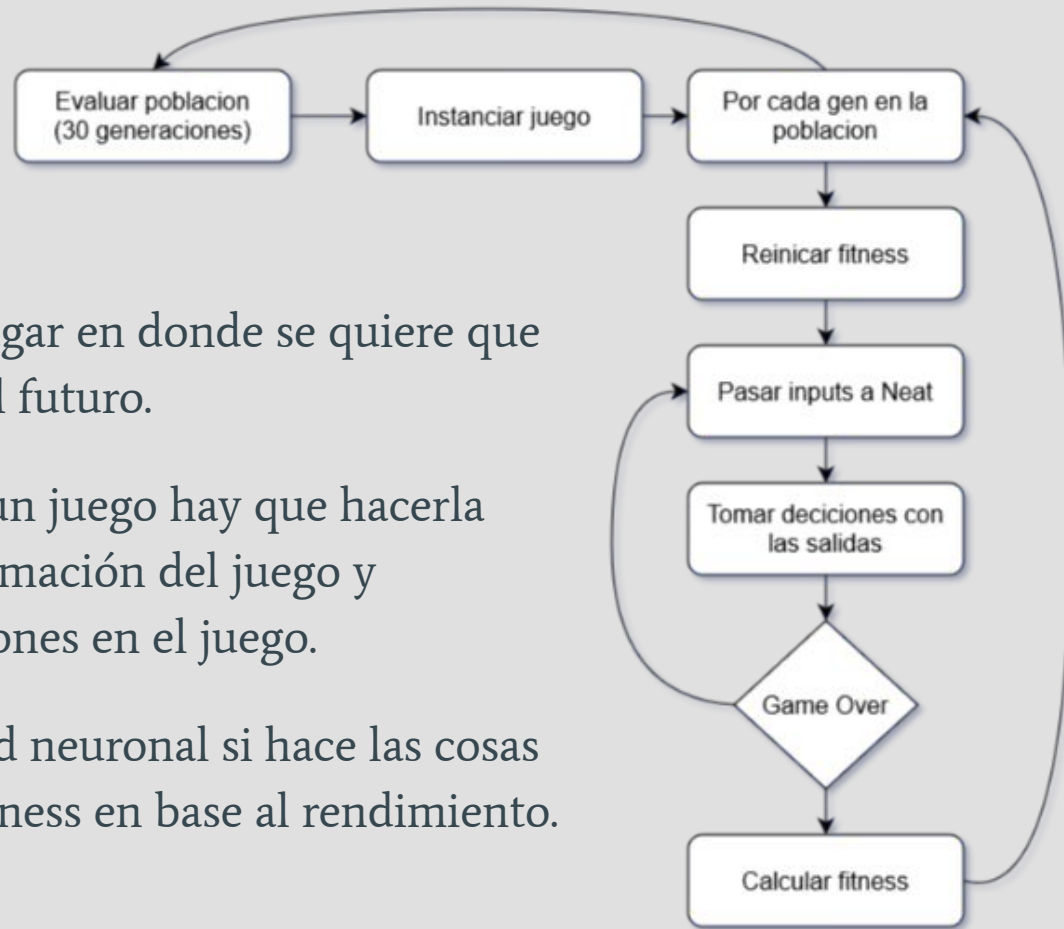 Evaluar poblacion
(30 generaciones)
Instanciar juego
Por cada gen en la
poblacion
Reinicar fitness
gar en donde se quiere que
l futuro.
Pasar inputs a Neat
un juego hay que hacerla
mación del juego y
ones en el juego.
Tomar deciciones con
las salidas
Game Over
d neuronal si hace las cosas
ness en base al rendimiento.
Calcular fitness